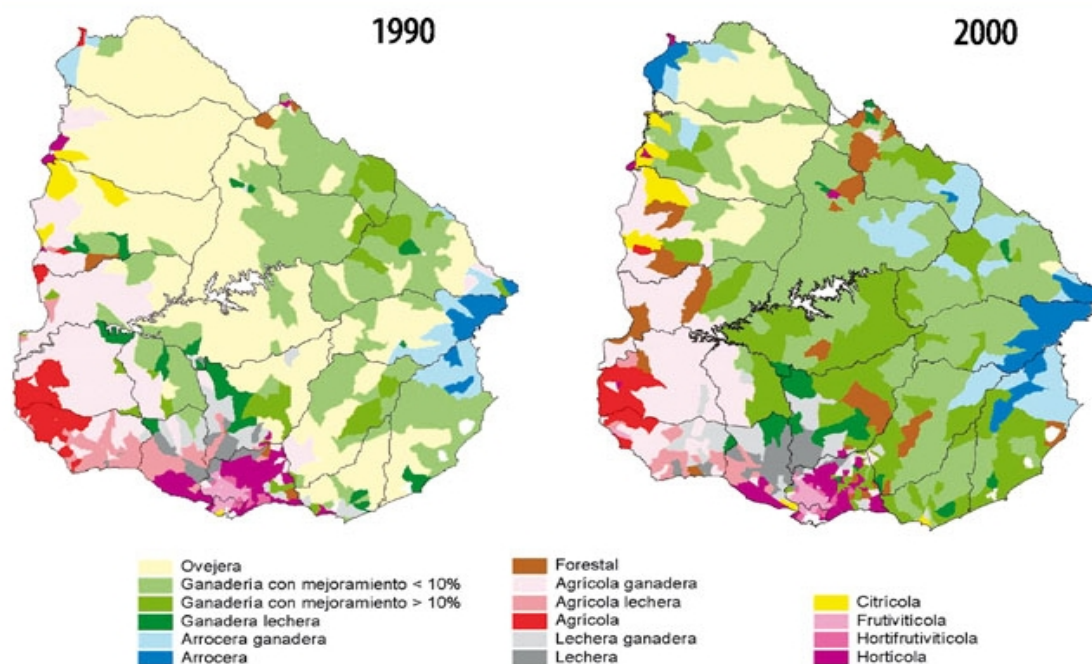 1990
2000
Ovejera
Ganadería con mejoramiento < 10%
Ganadería con mejoramiento > 10%
Ganadera lechera
Arrocera ganadera
Arrocera
Forestal
Agrícola ganadera
Agrícola lechera
Agrícola
Lechera ganadera
Lechera
Citrícola
Frutivitícola
Hortifrutiviticola
Hortícola